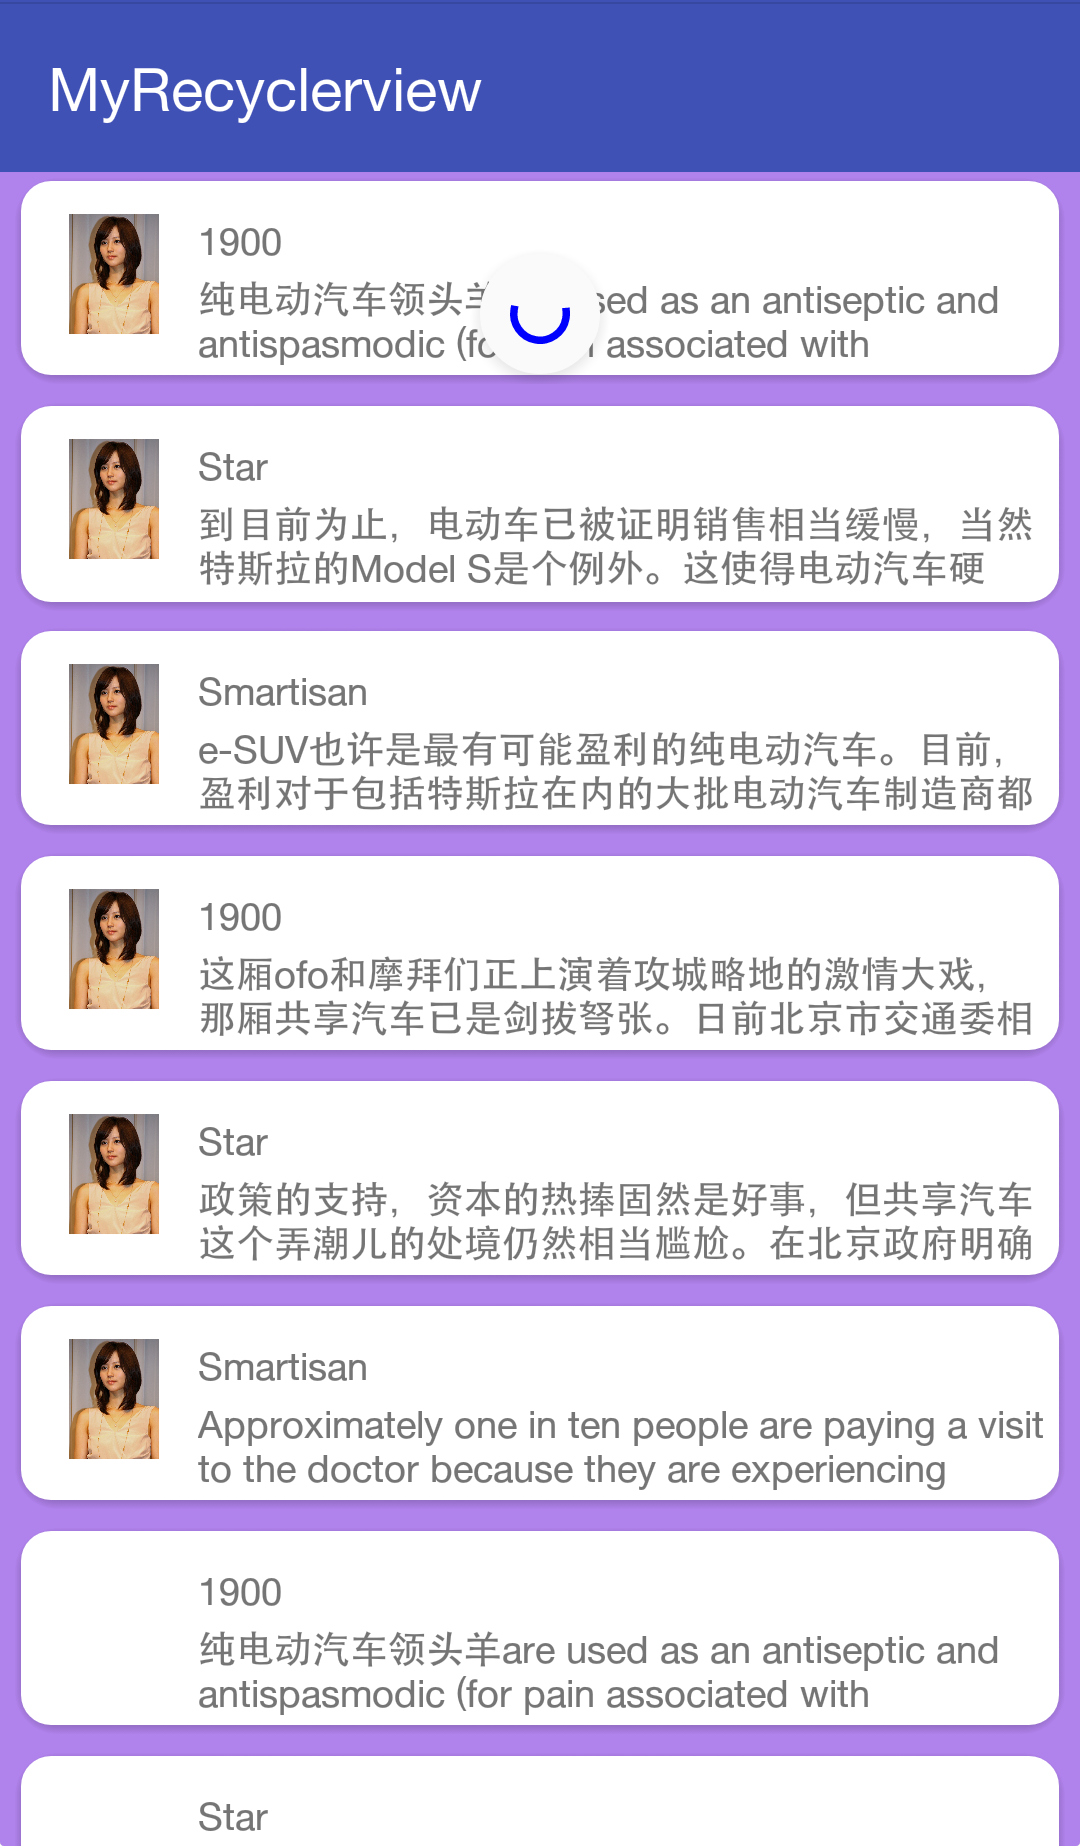 MyRecyclerview
1900
纯电动汽车领头羊 sed as an antiseptic and
antispasmodic (fo associated with
Star
到目前为止，电动车已被证明销售相当缓慢，当然
特斯拉的Model S是个例外。这使得电动汽车硬
Smartisan
e-SUV也许是最有可能盈利的纯电动汽车。目前，
盈利对于包括特斯拉在内的大批电动汽车制造商都
1900
这厢ofo和摩拜们正上演着攻城略地的激情大戏，
那厢共享汽车已是剑拔弩张。日前北京市交通委相
Star
政策的支持，资本的热捧固然是好事，但共享汽车
这个弄潮儿的处境仍然相当尴尬。在北京政府明确
Smartisan
Approximately one in ten people are paying a visit
to the doctor because they are experiencing
1900
纯电动汽车领头羊are used as an antiseptic and
antispasmodic (for pain associated with
Star